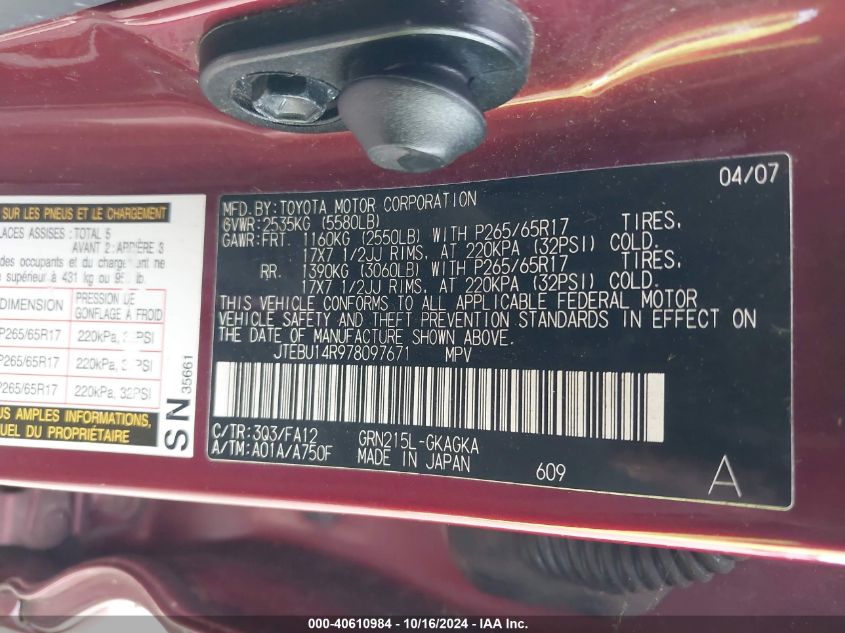 SUR LES PNEUS ET LE CHARGEMENT
PLACES ASSISES: TOTAL 5
AVANT 2: ARRIÈRE 3
des occupants et du chargement ne
supérieur à 431 kg ou lb.
DIMENSION PRESSION DE GONFLAGE À FROID
P265/65R17 220kPa, PSI
P265/65R17 220kPa, PSI
P265/65R17 220kPa, 32PSI
US AMPLES INFORMATIONS,
UEL DU PROPRIÉTAIRE
SN 35661
04/07
MFD.BY:TOYOTA MOTOR CORPORATION
GVWR:2535KG (5580LB)
GAWR:FRT. 1160KG (2550LB) WITH P265/65R17 TIRES,
17X7 1/2JJ RIMS, AT 220KPA (32PSI) COLD.
RR. 1390KG (3060LB) WITH P265/65R17 TIRES,
17X7 1/2JJ RIMS, AT 220KPA (32PSI) COLD.
THIS VEHICLE CONFORMS TO ALL APPLICABLE FEDERAL MOTOR
VEHICLE SAFETY AND THEFT PREVENTION STANDARDS IN EFFECT ON
THE DATE OF MANUFACTURE SHOWN ABOVE.
JTEBU14R978097671 MPV
C/TR:3Q3/FA12 GRN215L-GKAGKA
A/TM:A01A/A750F MADE IN JAPAN
609
A
000-40610984 - 10/16/2024 - IAA Inc.